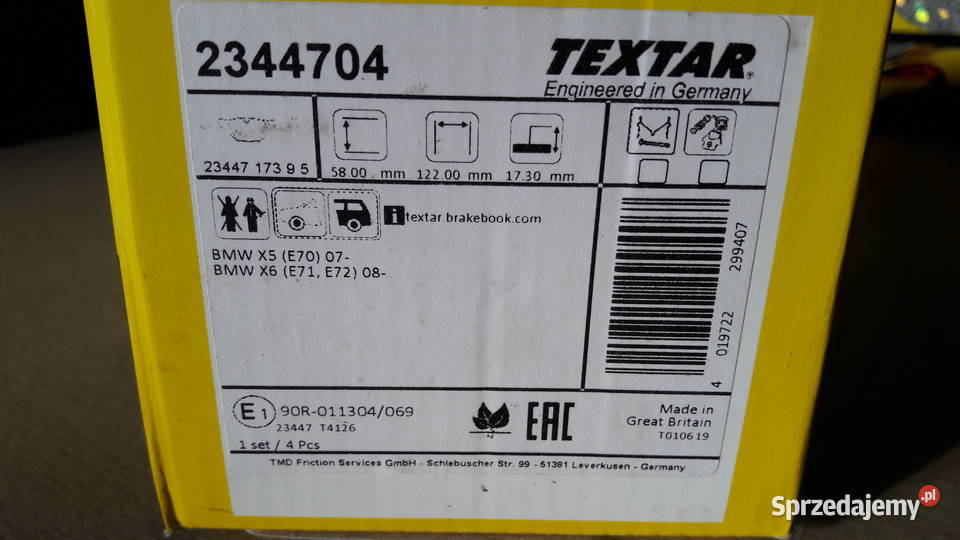 2344704
TEXTAR®
Engineered in Germany
23447 173 9 5
58.00 mm
122.00 mm
17.30 mm
i textar.brakebook.com
BMW X5 (E70) 07-
BMW X6 (E71, E72) 08-
4 019722 299407
E1 90R-011304/069
23447 T4126
1 set / 4 Pcs
EAC
Made in
Great Britain
T010619
TMD Friction Services GmbH - Schlebuscher Str. 99 - 51381 Leverkusen - Germany
Sprzedajemy.pl